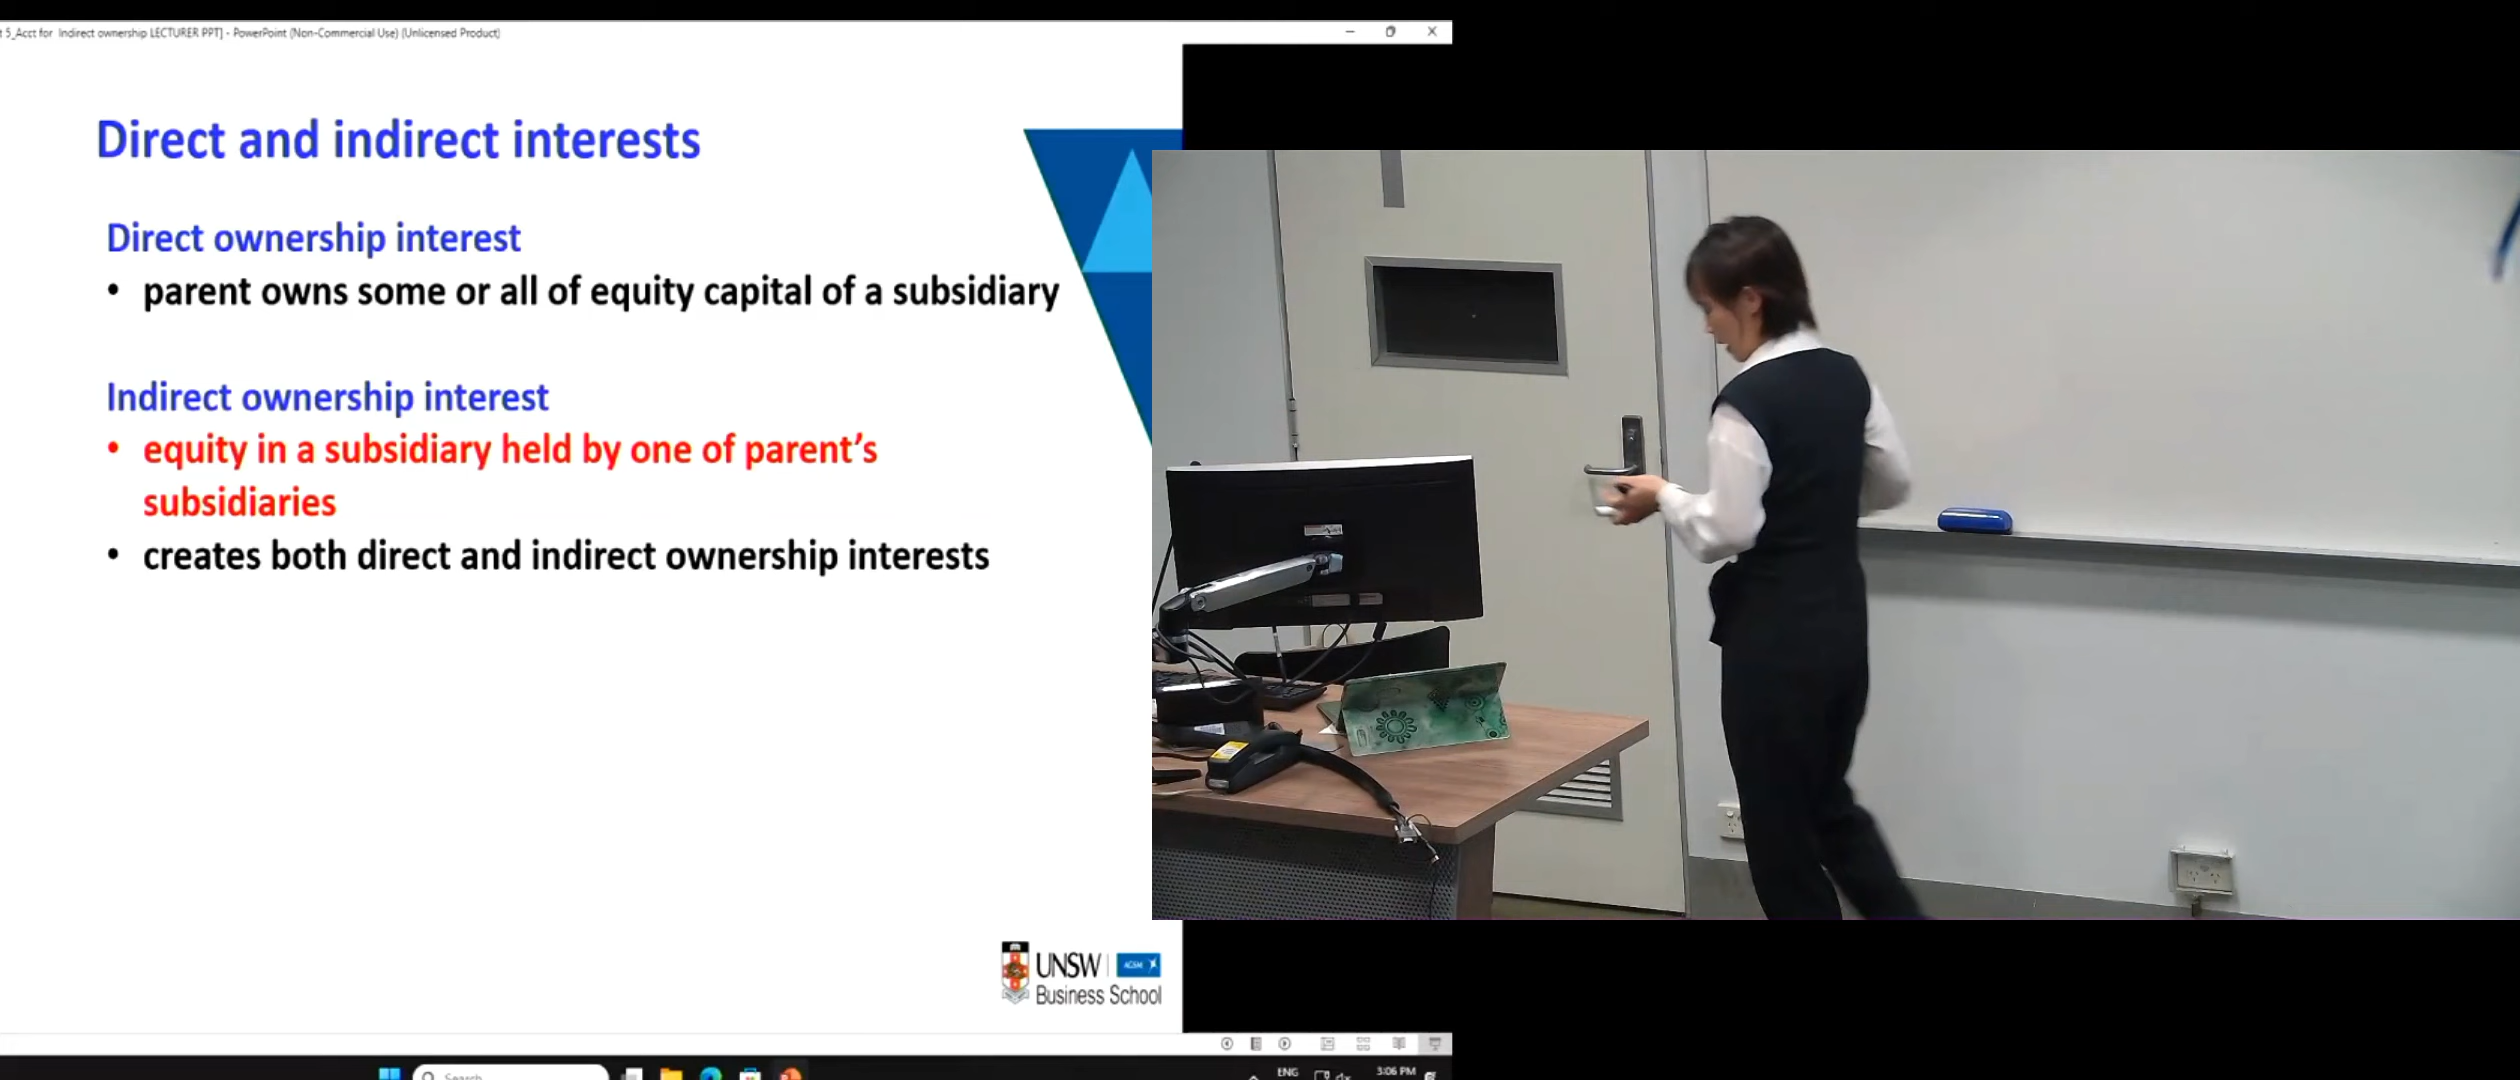 t 5_Acct for Indirect ownership LECTURER PPT] - PowerPoint (Non-Commercial Use) (Unlicensed Product)
Direct and indirect interests
Direct ownership interest
• parent owns some or all of equity capital of a subsidiary
Indirect ownership interest
• equity in a subsidiary held by one of parent's
subsidiaries
• creates both direct and indirect ownership interests
UNSW
AGSM
Business School
Search
ENG
3:06 PM